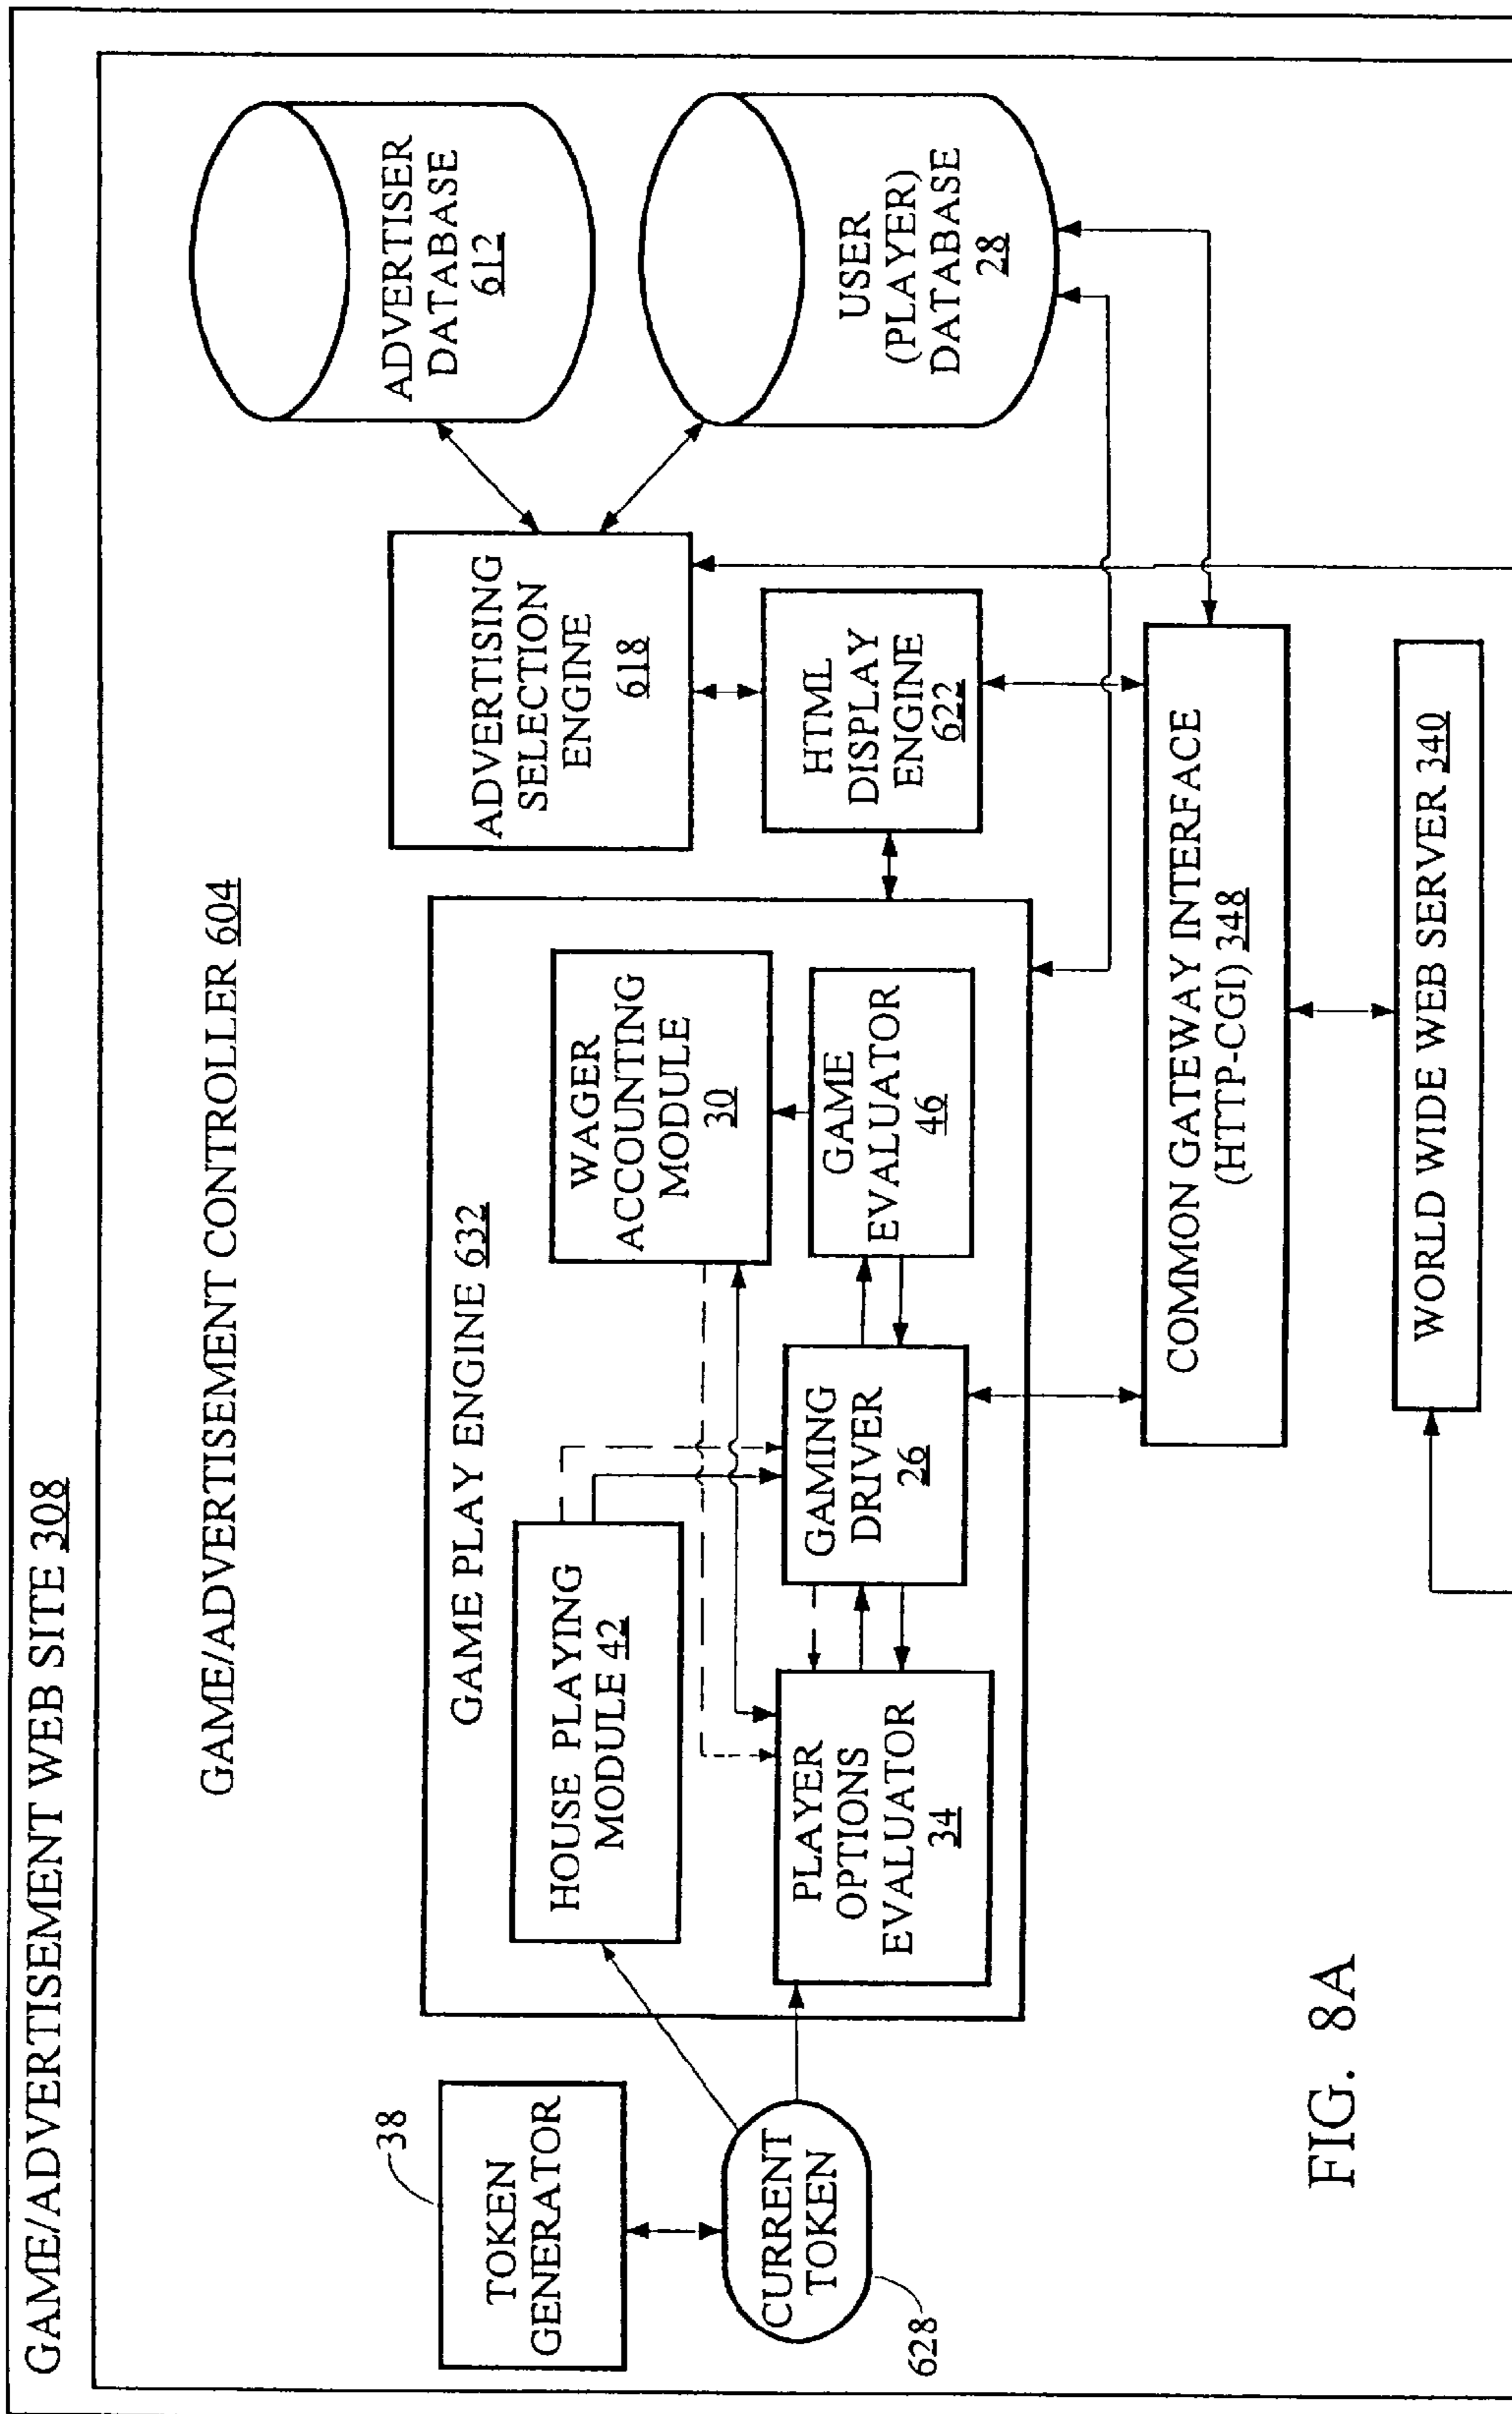 GAME/ADVERTISEMENT WEB SITE 308
GAME/ADVERTISEMENT CONTROLLER 604
38
TOKEN
GENERATOR
CURRENT
TOKEN
628
GAME PLAY ENGINE 632
HOUSE PLAYING
MODULE 42
WAGER
ACCOUNTING
MODULE
30
PLAYER
OPTIONS
EVALUATOR
34
GAMING
DRIVER
26
GAME
EVALUATOR
46
ADVERTISING
SELECTION
ENGINE
618
HTML
DISPLAY
ENGINE
622
ADVERTISER
DATABASE
612
USER
(PLAYER)
DATABASE
28
COMMON GATEWAY INTERFACE
(HTTP-CGI) 348
WORLD WIDE WEB SERVER 340
FIG. 8A